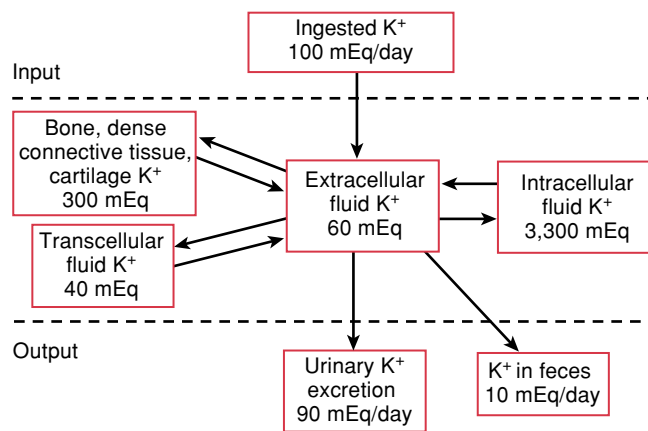 Ingested K⁺
100 mEq/day
Input
Bone, dense
connective tissue,
cartilage K⁺
300 mEq
Extracellular
fluid K⁺
60 mEq
Intracellular
fluid K⁺
3,300 mEq
Transcellular
fluid K⁺
40 mEq
Output
Urinary K⁺
excretion
90 mEq/day
K⁺ in feces
10 mEq/day